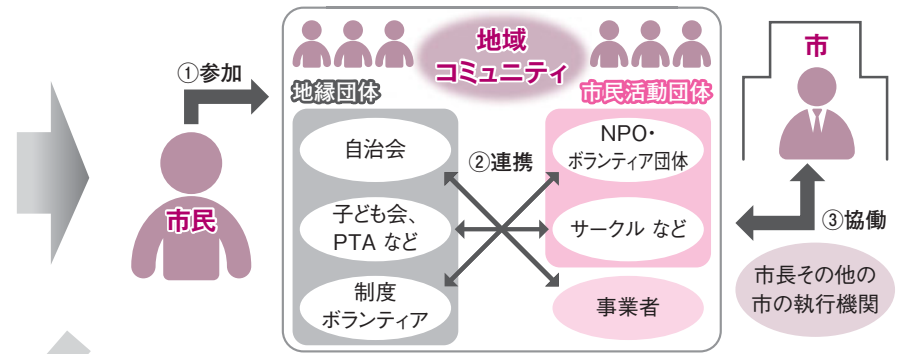 ①参加
市民
地域
コミュニティ
地縁団体
自治会
子ども会、
PTA など
制度
ボランティア
②連携
市民活動団体
NPO・
ボランティア団体
サークル など
事業者
市
③協働
市長その他の
市の執行機関